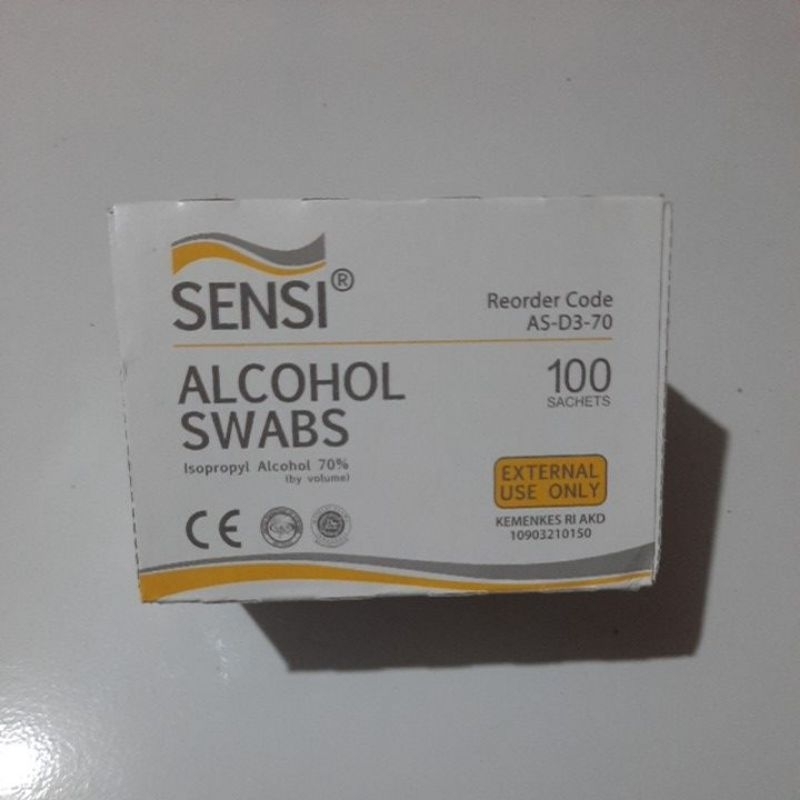 SENSI®
Reorder Code
AS-D3-70
ALCOHOL
SWABS
100
SACHETS
Isopropyl Alcohol 70%
(by volume)
EXTERNAL
USE ONLY
CE
KEMENKES RI AKD
10903210150